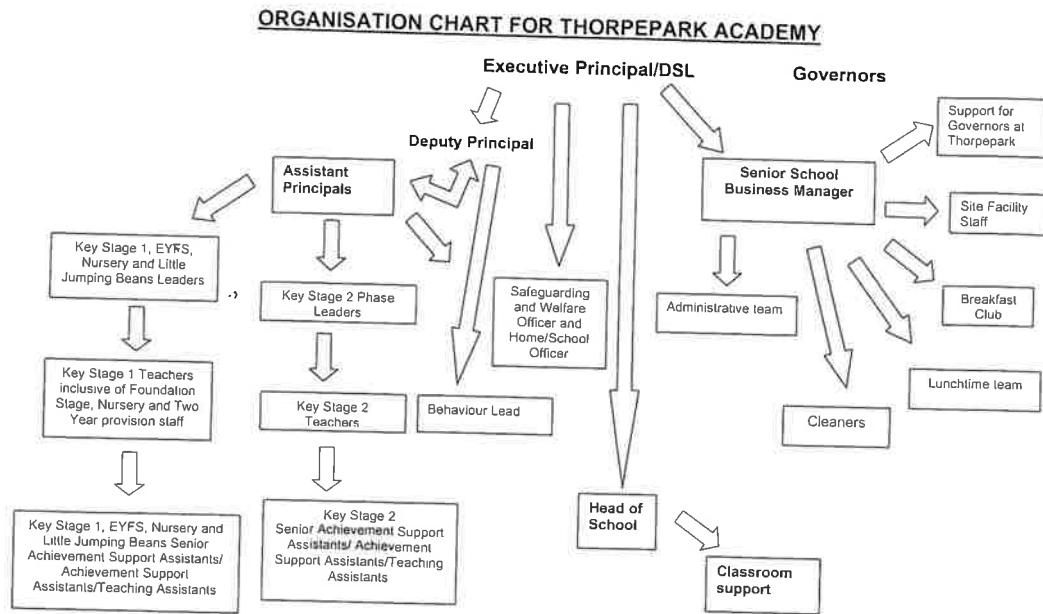 ORGANISATION CHART FOR THORPEPARK ACADEMY
Executive Principal/DSL
Governors
Support for
Governors at
Thorpepark
Deputy Principal
Assistant
Principals
Senior School
Business Manager
Site Facility
Staff
Key Stage 1, EYFS,
Nursery and Little
Jumping Beans Leaders
Key Stage 2 Phase
Leaders
Safeguarding
and Welfare
Officer and
Home/School
Officer
Administrative team
Breakfast
Club
Key Stage 1 Teachers
inclusive of Foundation
Stage, Nursery and Two
Year provision staff
Key Stage 2
Teachers
Behaviour Lead
Lunchtime team
Cleaners
Key Stage 1, EYFS, Nursery and
Little Jumping Beans Senior
Achievement Support Assistants/
Achievement Support
Assistants/Teaching Assistants
Key Stage 2
Senior Achievement Support
Assistants/ Achievement
Support Assistants/Teaching
Assistants
Head of
School
Classroom
support